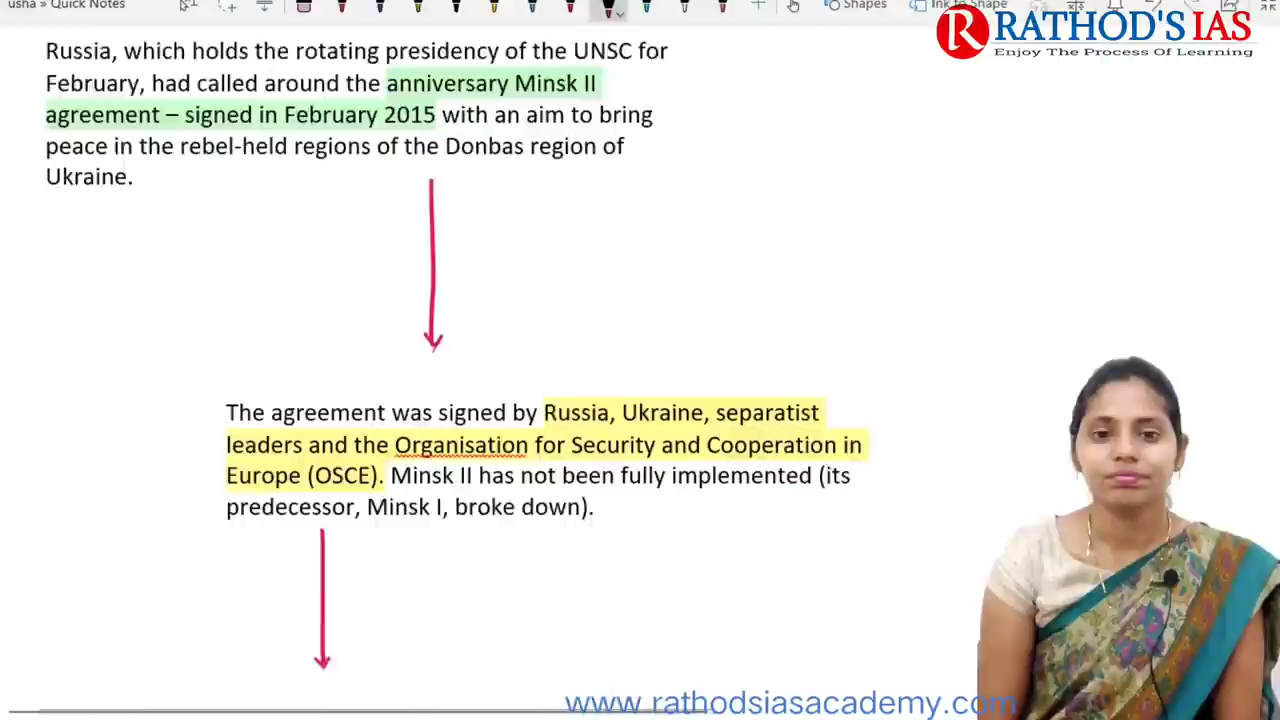 usha » Quick Notes
Shapes
Ink to Shape
RATHOD'S IAS
Enjoy The Process Of Learning
Russia, which holds the rotating presidency of the UNSC for
February, had called around the anniversary Minsk II
agreement – signed in February 2015 with an aim to bring
peace in the rebel-held regions of the Donbas region of
Ukraine.
The agreement was signed by Russia, Ukraine, separatist
leaders and the Organisation for Security and Cooperation in
Europe (OSCE). Minsk II has not been fully implemented (its
predecessor, Minsk I, broke down).
www.rathodsiasacademy.com